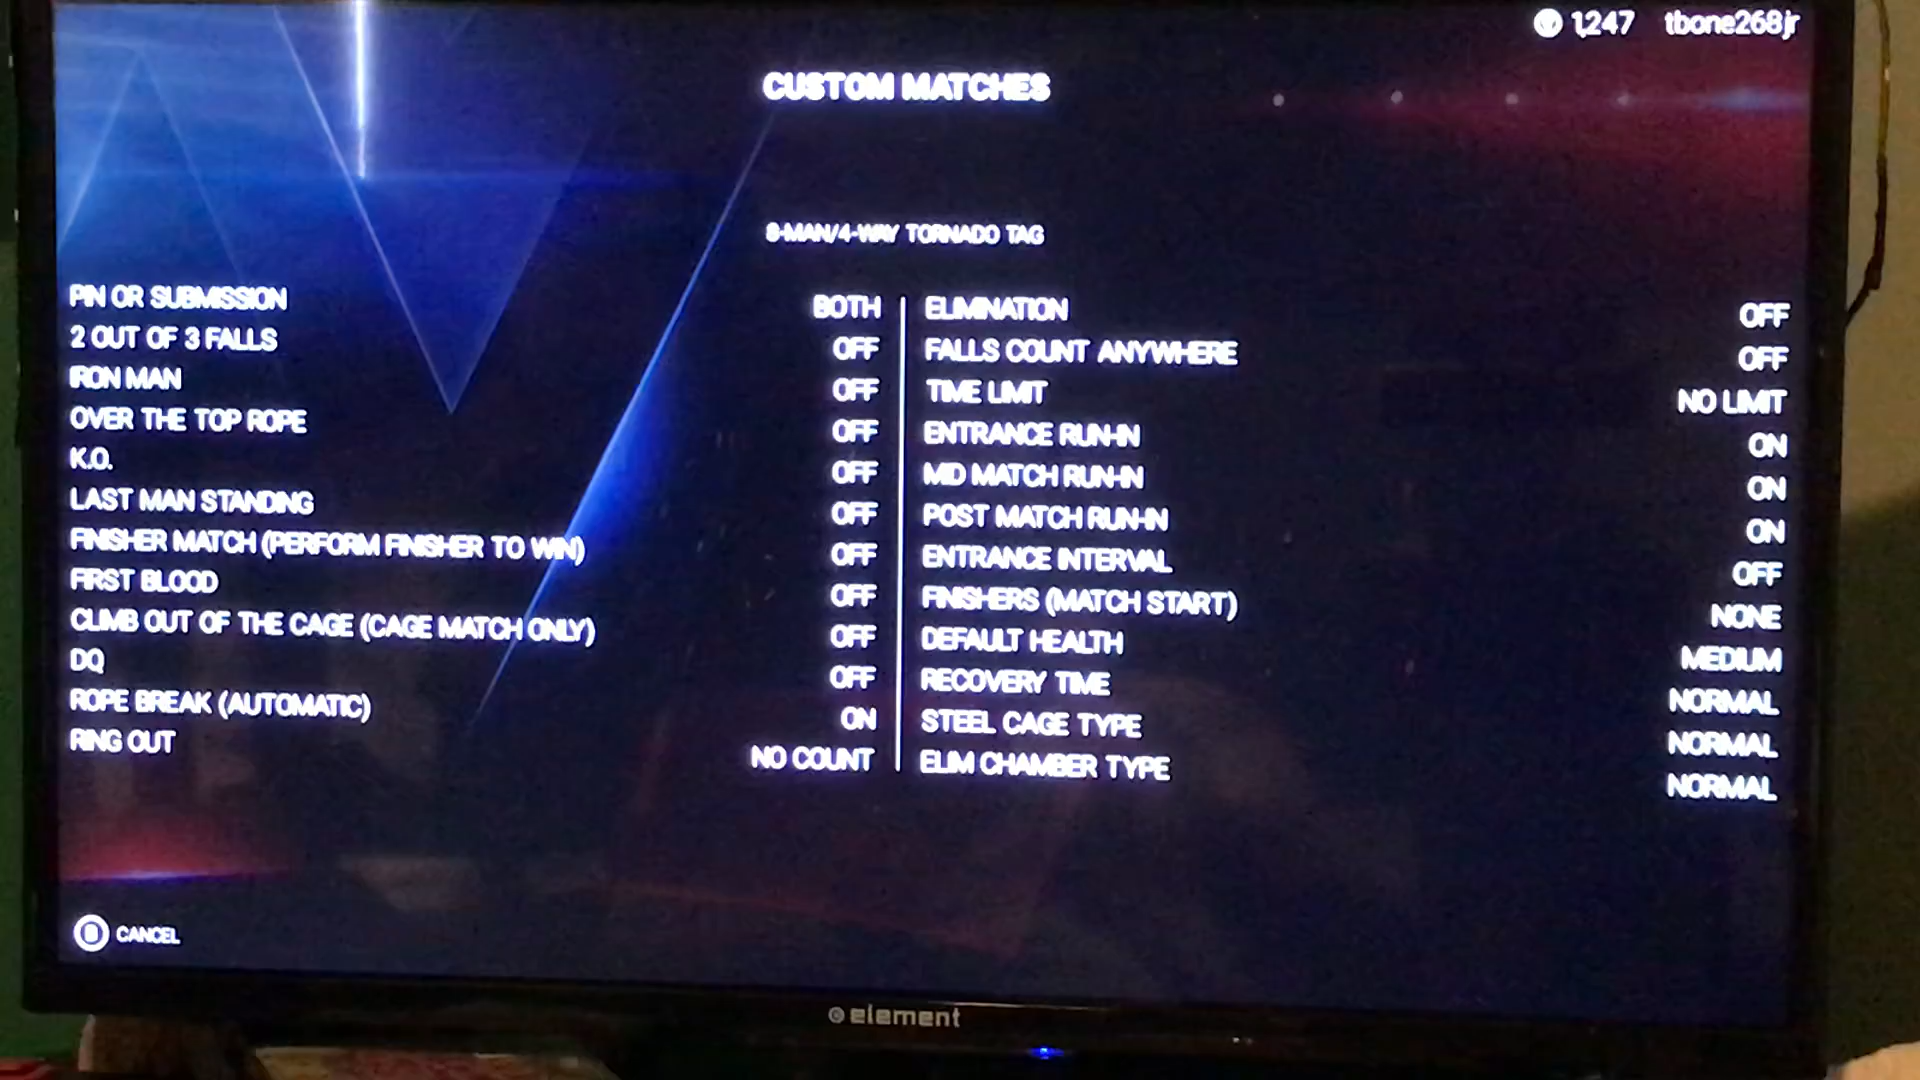 1,247 tbone268jr
CUSTOM MATCHES
8-MAN/4-WAY TORNADO TAG
PIN OR SUBMISSION BOTH
2 OUT OF 3 FALLS OFF
IRON MAN OFF
OVER THE TOP ROPE OFF
K.O. OFF
LAST MAN STANDING OFF
FINISHER MATCH (PERFORM FINISHER TO WIN) OFF
FIRST BLOOD OFF
CLIMB OUT OF THE CAGE (CAGE MATCH ONLY) OFF
DQ OFF
ROPE BREAK (AUTOMATIC) ON
RING OUT NO COUNT
ELIMINATION OFF
FALLS COUNT ANYWHERE OFF
TIME LIMIT NO LIMIT
ENTRANCE RUN-IN ON
MID MATCH RUN-IN ON
POST MATCH RUN-IN ON
ENTRANCE INTERVAL OFF
FINISHERS (MATCH START) NONE
DEFAULT HEALTH MEDIUM
RECOVERY TIME NORMAL
STEEL CAGE TYPE NORMAL
ELIM CHAMBER TYPE NORMAL
B CANCEL
element